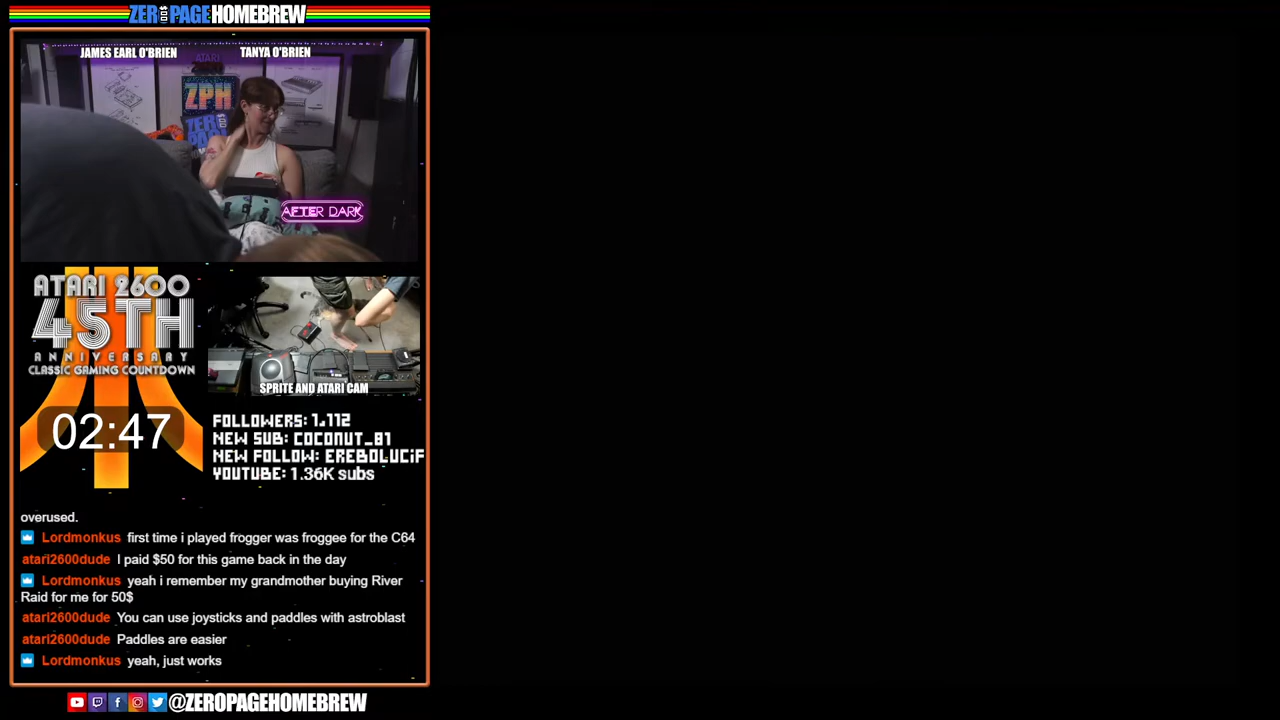 ZEROPAGEHOMEBREW
JAMES EARL O'BRIEN
TANYA O'BRIEN
ATARI
ZPH
AFTER DARK
ATARI 2600
45TH
ANNIVERSARY
CLASSIC GAMING COUNTDOWN
02:47
SPRITE AND ATARI CAM
FOLLOWERS: 1,112
NEW SUB: COCONUT_81
NEW FOLLOW: EREBOLUCIF
YOUTUBE: 1.36K subs
overused.
Lordmonkus first time i played frogger was froggee for the C64
atari2600dude I paid $50 for this game back in the day
Lordmonkus yeah i remember my grandmother buying River
Raid for me for 50$
atari2600dude You can use joysticks and paddles with astroblast
atari2600dude Paddles are easier
Lordmonkus yeah, just works
@ZEROPAGEHOMEBREW